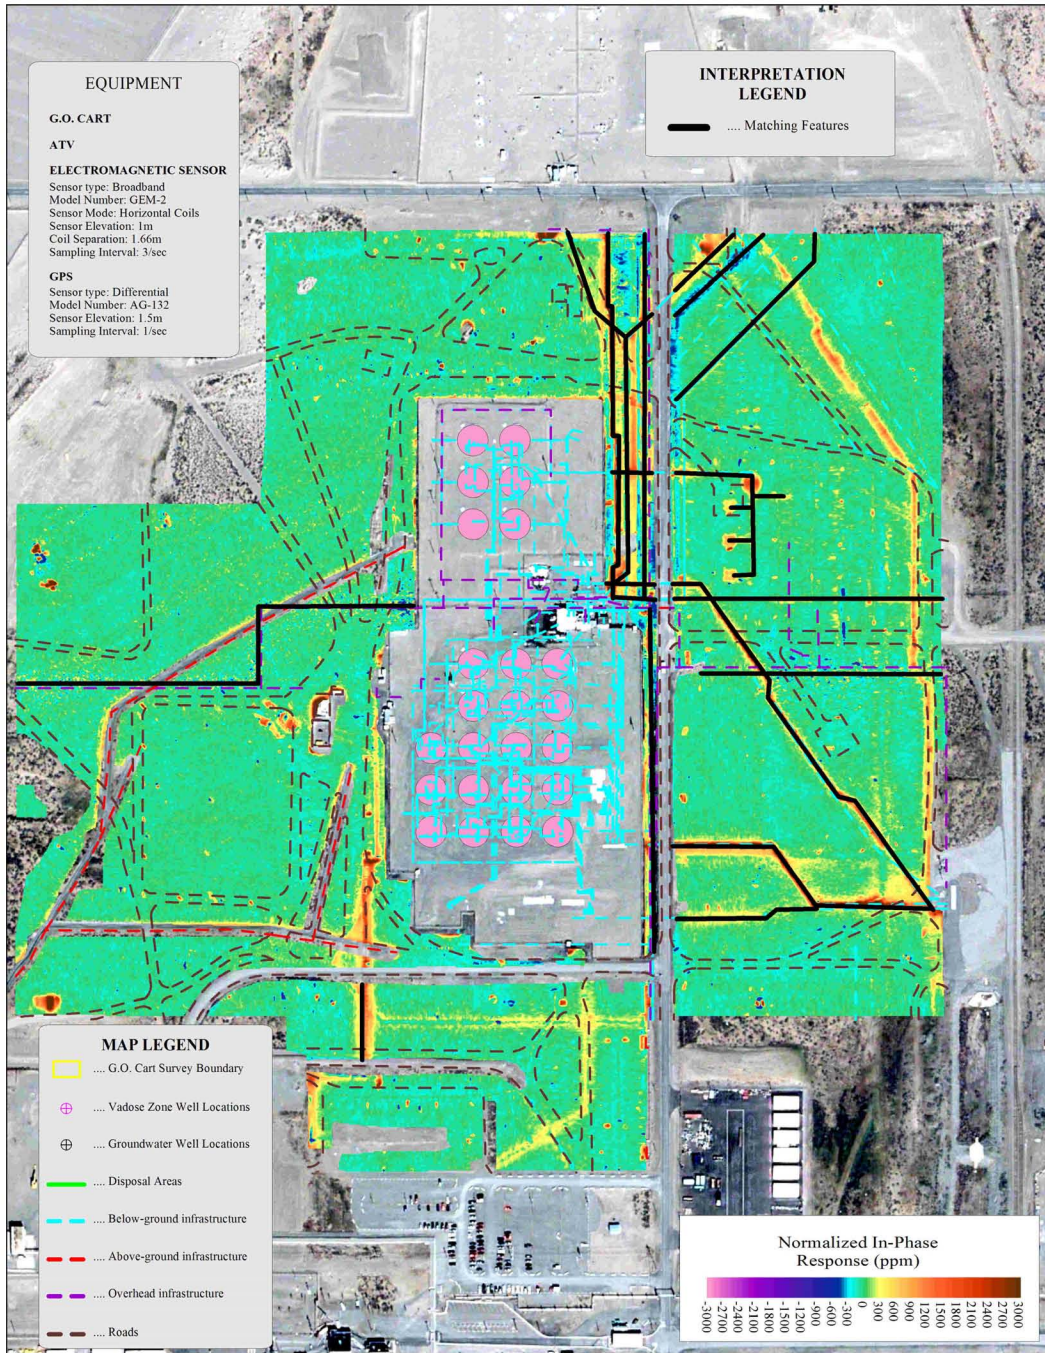 EQUIPMENT
G.O. CART
ATV
ELECTROMAGNETIC SENSOR
Sensor type: Broadband
Model Number: GEM-2
Sensor Mode: Horizontal Coils
Sensor Elevation: 1m
Coil Separation: 1.66m
Sampling Interval: 3/sec
GPS
Sensor type: Differential
Model Number: AG-132
Sensor Elevation: 1.5m
Sampling Interval: 1/sec
INTERPRETATION
LEGEND
.... Matching Features
MAP LEGEND
.... G.O. Cart Survey Boundary
.... Vadose Zone Well Locations
.... Groundwater Well Locations
.... Disposal Areas
.... Below-ground infrastructure
.... Above-ground infrastructure
.... Overhead infrastructure
.... Roads
Normalized In-Phase
Response (ppm)
-3000 -2700 -2400 -2100 -1800 -1500 -1200 -900 -600 -300 0 300 600 900 1200 1500 1800 2100 2400 2700 3000